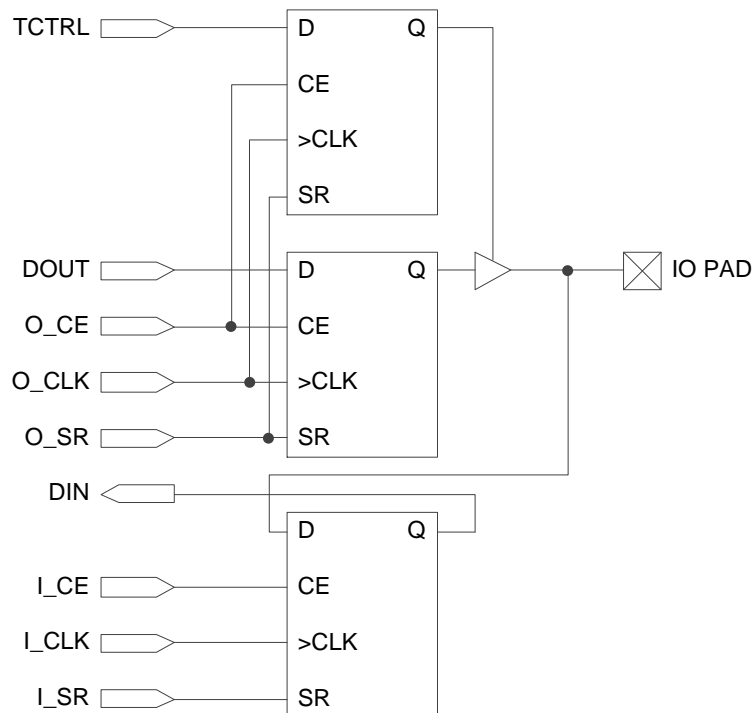 TCTRL
D
Q
CE
>CLK
SR
DOUT
D
Q
IO PAD
O_CE
CE
O_CLK
>CLK
O_SR
SR
DIN
D
Q
I_CE
CE
I_CLK
>CLK
I_SR
SR